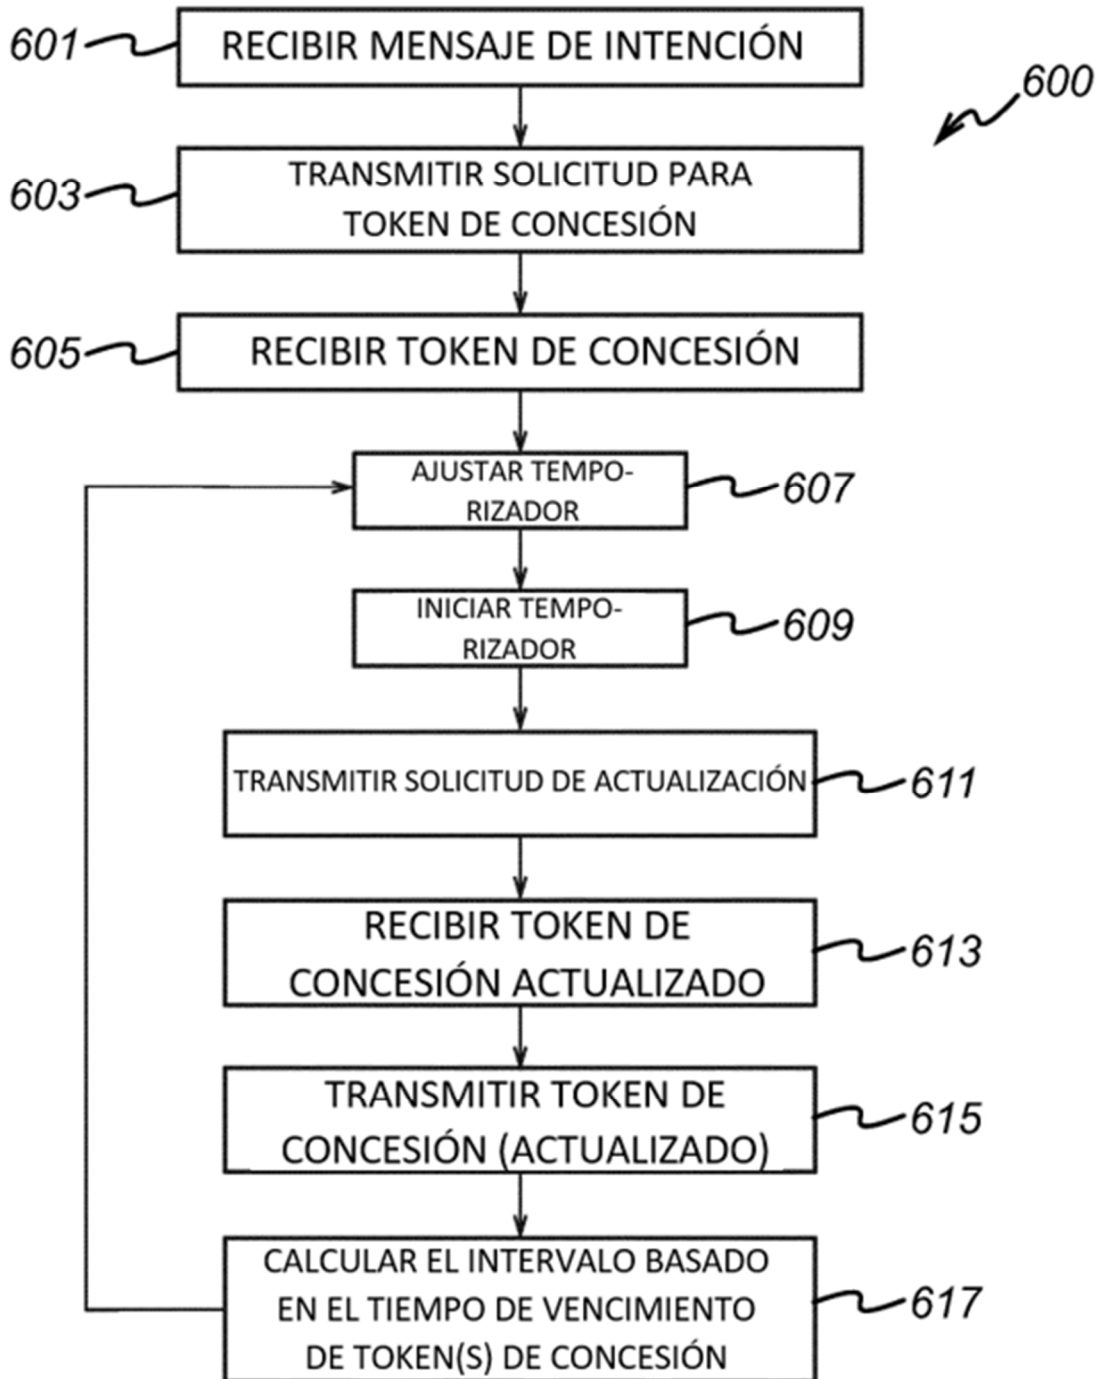 601
RECIBIR MENSAJE DE INTENCIÓN
600
603
TRANSMITIR SOLICITUD PARA
TOKEN DE CONCESIÓN
605
RECIBIR TOKEN DE CONCESIÓN
AJUSTAR TEMPO-
RIZADOR
607
INICIAR TEMPO-
RIZADOR
609
TRANSMITIR SOLICITUD DE ACTUALIZACIÓN
611
RECIBIR TOKEN DE
CONCESIÓN ACTUALIZADO
613
TRANSMITIR TOKEN DE
CONCESIÓN (ACTUALIZADO)
615
CALCULAR EL INTERVALO BASADO
EN EL TIEMPO DE VENCIMIENTO
DE TOKEN(S) DE CONCESIÓN
617